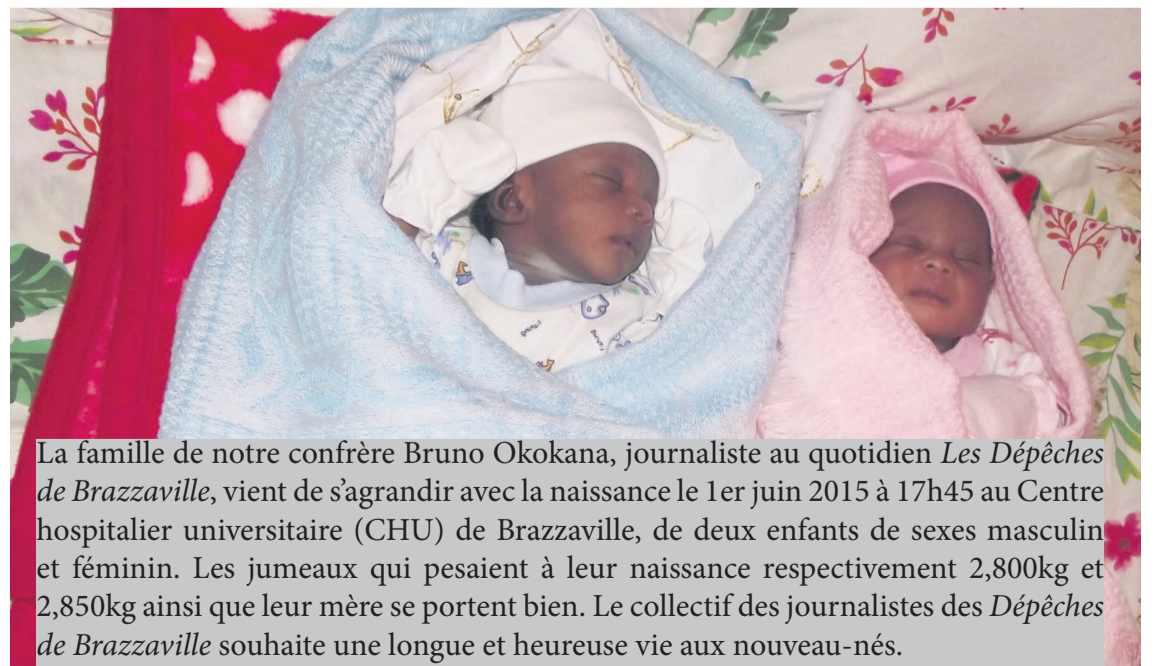 La famille de notre confrère Bruno Okokana, journaliste au quotidien Les Dépêches
de Brazzaville, vient de s’agrandir avec la naissance le 1er juin 2015 à 17h45 au Centre
hospitalier universitaire (CHU) de Brazzaville, de deux enfants de sexes masculin
et féminin. Les jumeaux qui pesaient à leur naissance respectivement 2,800kg et
2,850kg ainsi que leur mère se portent bien. Le collectif des journalistes des Dépêches
de Brazzaville souhaite une longue et heureuse vie aux nouveau-nés.